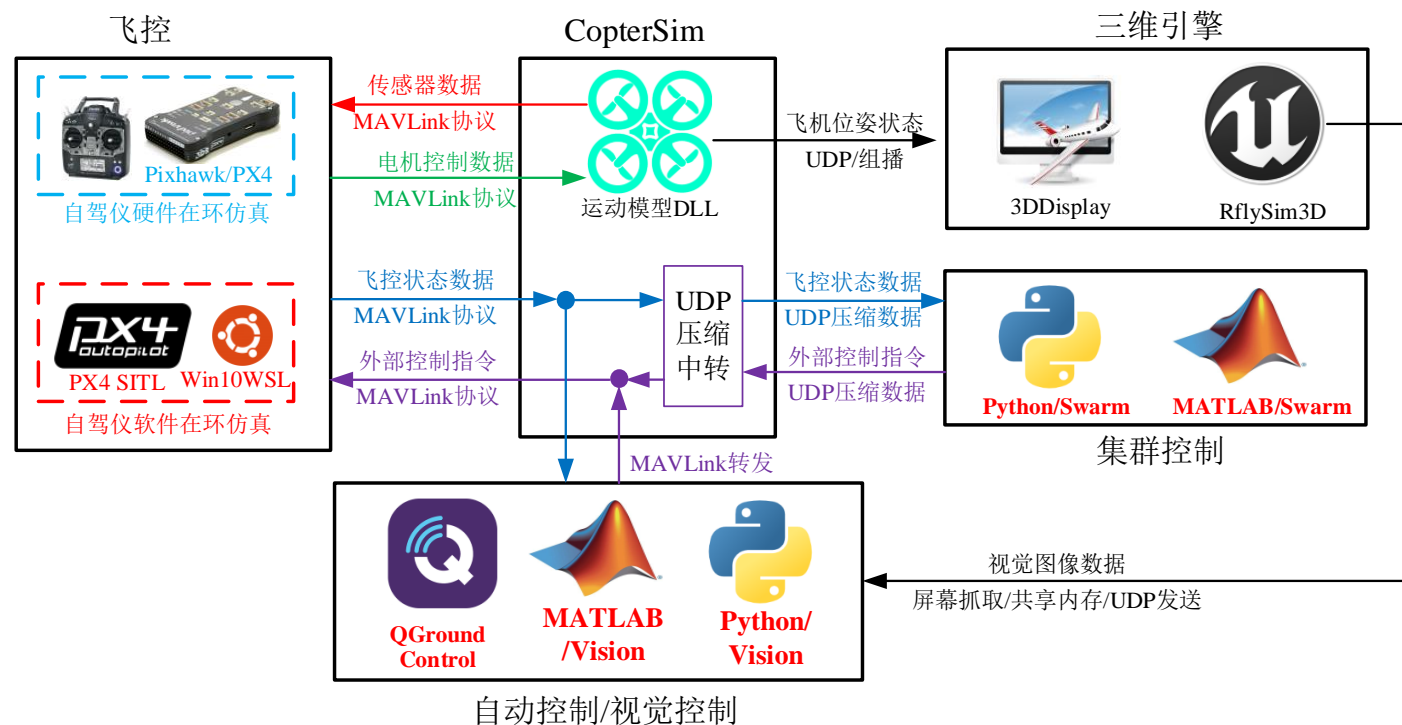 飞控
CopterSim
三维引擎
传感器数据
MAVLink协议
电机控制数据
MAVLink协议
Pixhawk/PX4
自驾仪硬件在环仿真
运动模型DLL
飞机位姿状态
UDP/组播
3DDisplay
RflySim3D
飞控状态数据
MAVLink协议
外部控制指令
MAVLink协议
px4
autopilot
PX4 SITL
Win10WSL
自驾仪软件在环仿真
UDP
压缩
中转
飞控状态数据
UDP压缩数据
外部控制指令
UDP压缩数据
Python/Swarm
MATLAB/Swarm
集群控制
MAVLink转发
QGround
Control
MATLAB
/Vision
Python/
Vision
视觉图像数据
屏幕抓取/共享内存/UDP发送
自动控制/视觉控制